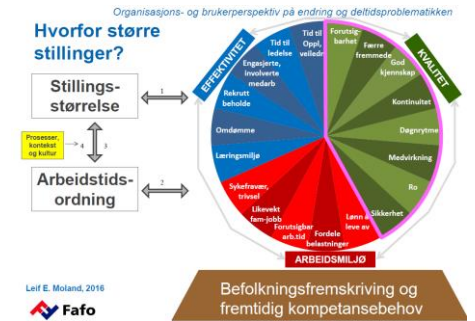 Organisasjons- og brukerperspektiv på endring og deltidsproblematikken
Hvorfor større
stillinger?
Stillings-
størrelse
1
Prosesser,
kontekst
og kultur
4
3
Arbeidstids-
ordning
2
EFFEKTIVITET
KVALITET
ARBEIDSMILJØ
Tid til
Oppl,
veiledn
Tid til
ledelse
Engasjerte,
involverte
medarb
Rekrutt
beholde
Omdømme
Læringsmiljø
Forutsig-
barhet
Færre
fremmede
God
kjennskap
Kontinuitet
Døgnrytme
Medvirkning
Ro
Sikkerhet
Sykefravær,
trivsel
Likevekt
fam-jobb
Forutsigbar
arb.tid
Fordele
belastninger
Lønn å
leve av
Befolkningsfremskriving og
fremtidig kompetansebehov
Leif E. Moland, 2016
Fafo